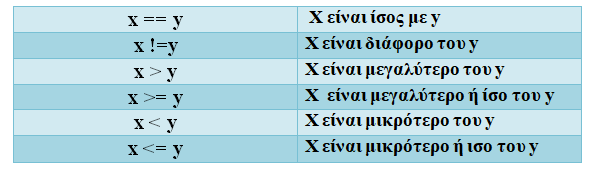 x == y X είναι ίσος με y
x !=y X είναι διάφορο του y
x > y X είναι μεγαλύτερο του y
x >= y X είναι μεγαλύτερο ή ίσο του y
x < y X είναι μικρότερο του y
x <= y X είναι μικρότερο ή ισο του y